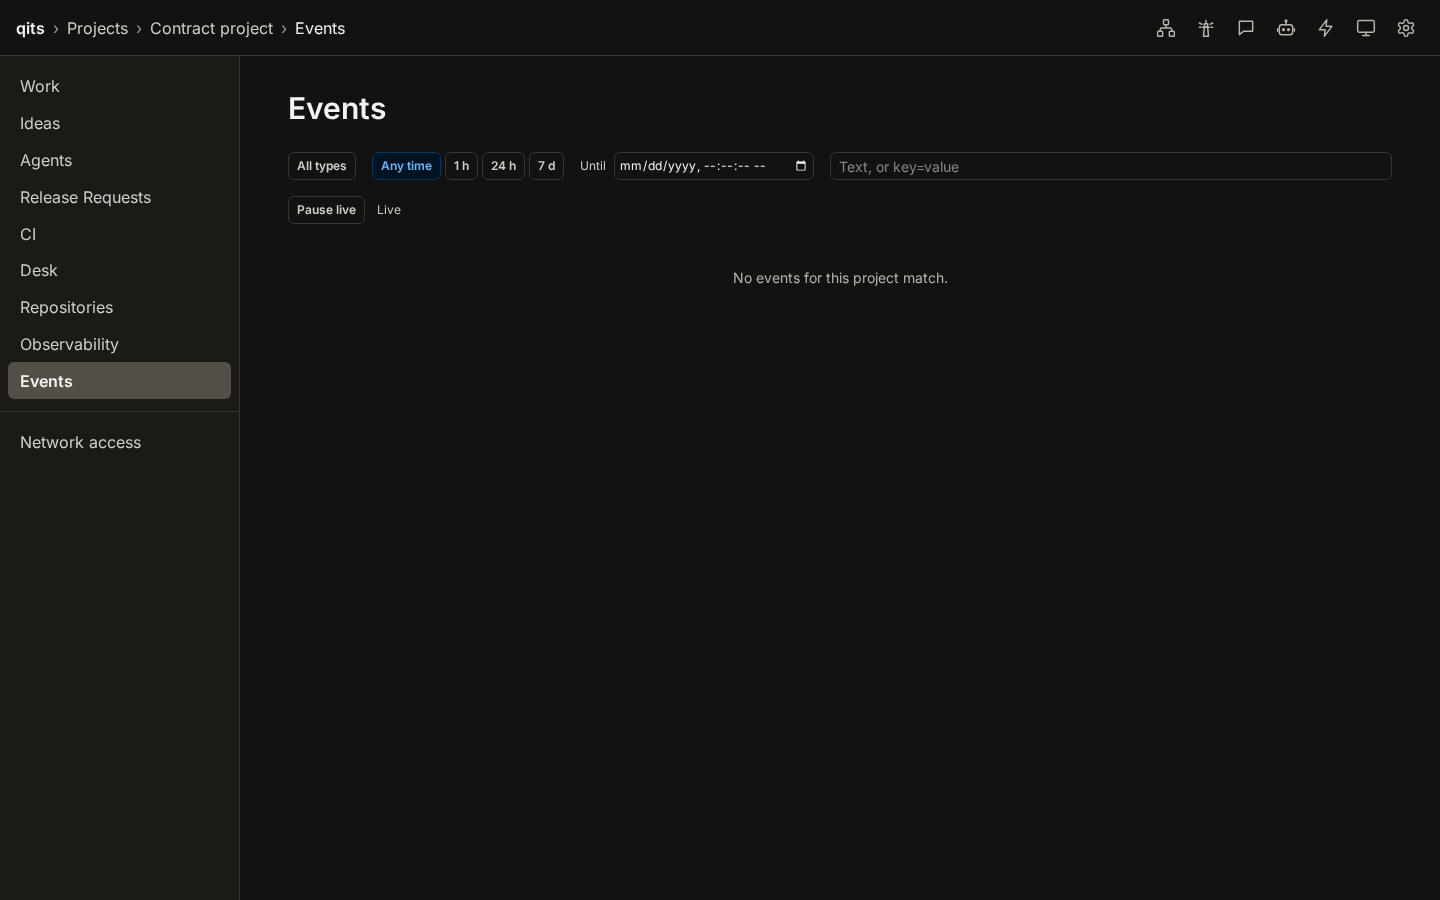 qits › Projects › Contract project › Events
Work
Ideas
Agents
Release Requests
CI
Desk
Repositories
Observability
Events
Network access
Events
All types Any time 1 h 24 h 7 d Until mm/dd/yyyy, --:--:-- -- Text, or key=value
Pause live Live
No events for this project match.